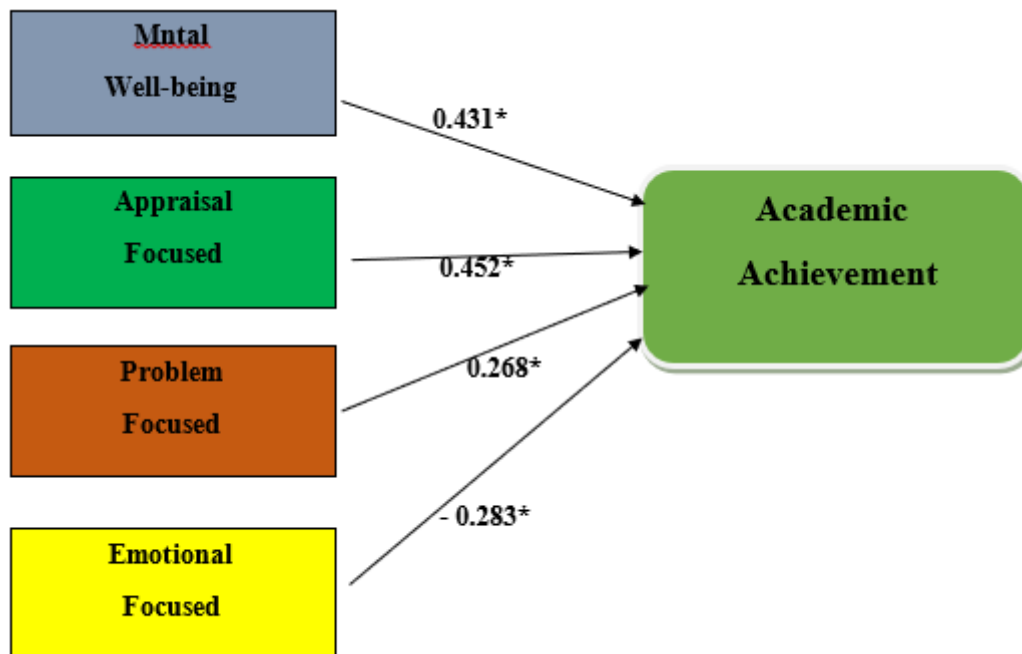 Mntal
Well-being
0.431*
Appraisal
Focused
0.452*
Academic
Achievement
Problem
Focused
0.268*
- 0.283*
Emotional
Focused